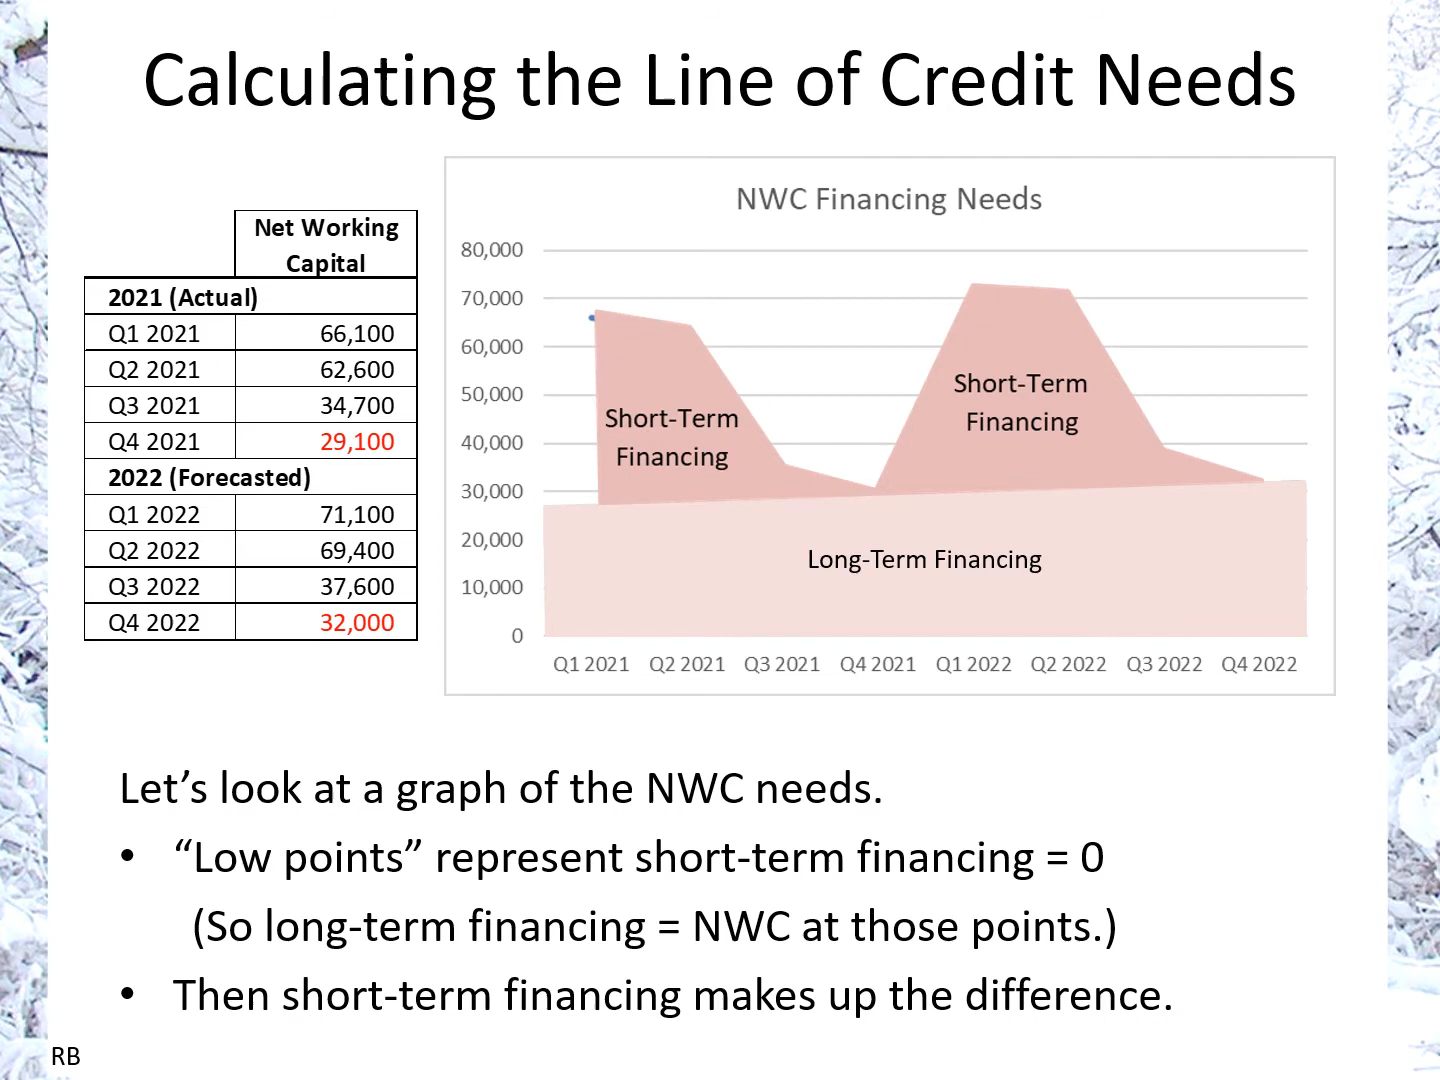 Calculating the Line of Credit Needs
Net Working
Capital
2021 (Actual)
Q1 2021 66,100
Q2 2021 62,600
Q3 2021 34,700
Q4 2021 29,100
2022 (Forecasted)
Q1 2022 71,100
Q2 2022 69,400
Q3 2022 37,600
Q4 2022 32,000
NWC Financing Needs
80,000
70,000
60,000
50,000
40,000
30,000
20,000
10,000
0
Short-Term
Financing
Short-Term
Financing
Long-Term Financing
Q1 2021 Q2 2021 Q3 2021 Q4 2021 Q1 2022 Q2 2022 Q3 2022 Q4 2022
Let’s look at a graph of the NWC needs.
• “Low points” represent short-term financing = 0
(So long-term financing = NWC at those points.)
• Then short-term financing makes up the difference.
RB